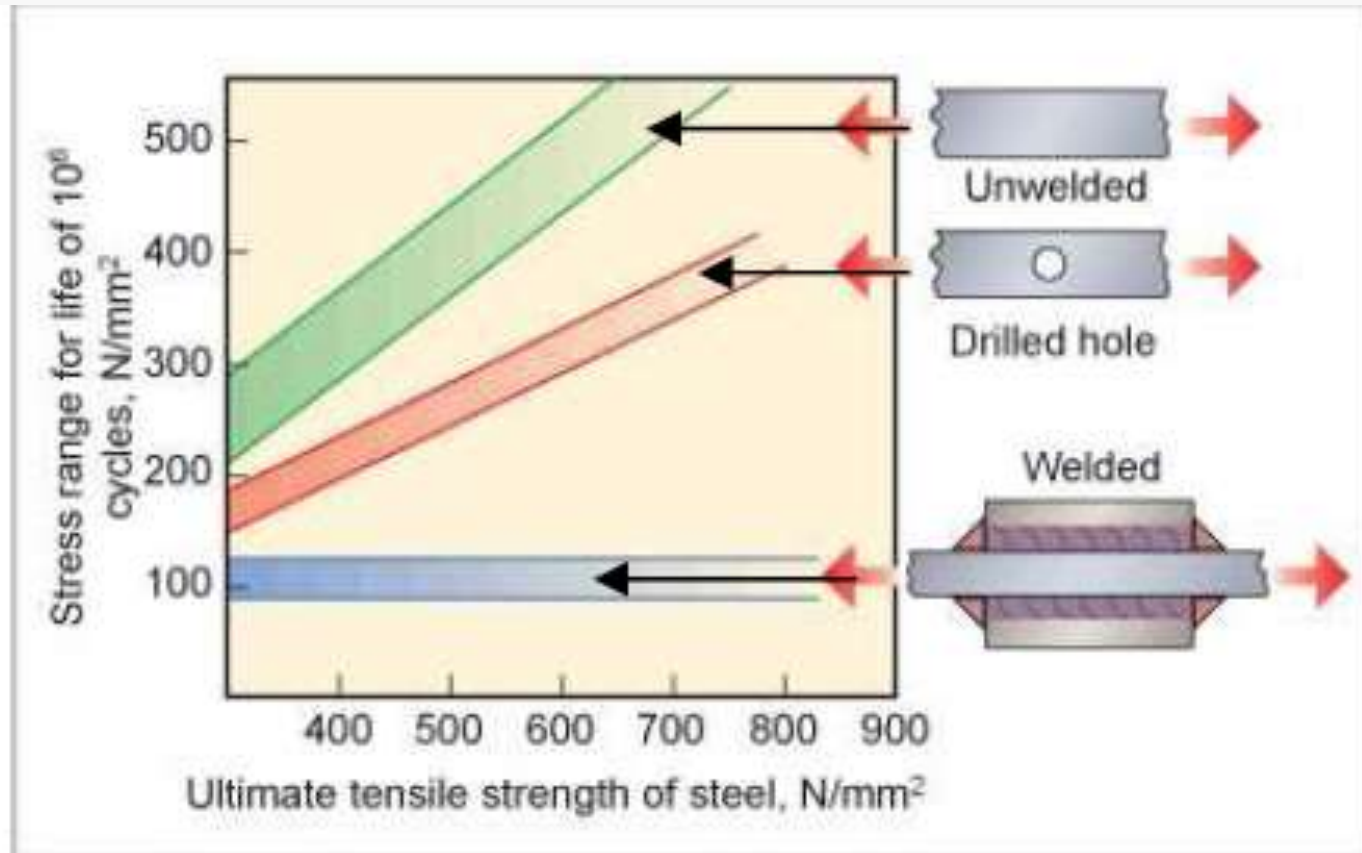 Stress range for life of 10⁶
cycles, N/mm²
500
400
300
200
100
400 500 600 700 800 900
Ultimate tensile strength of steel, N/mm²
Unwelded
Drilled hole
Welded